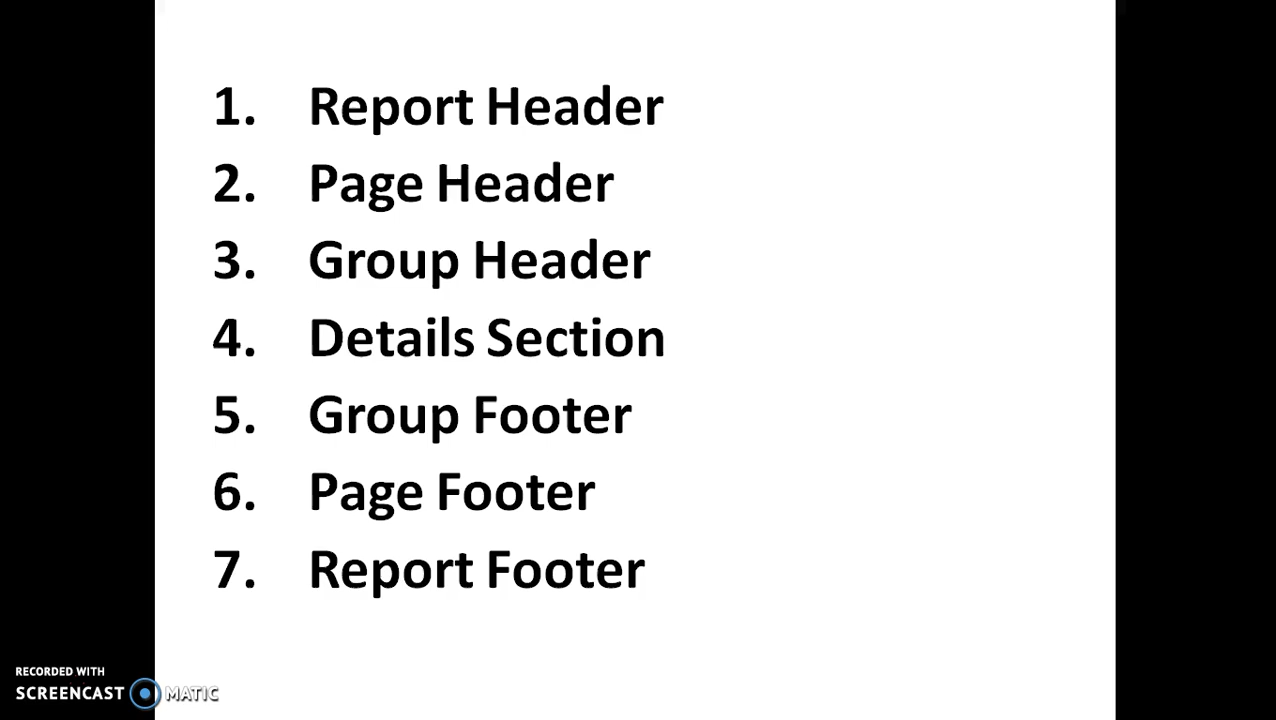 1. Report Header
2. Page Header
3. Group Header
4. Details Section
5. Group Footer
6. Page Footer
7. Report Footer
RECORDED WITH
SCREENCAST MATIC